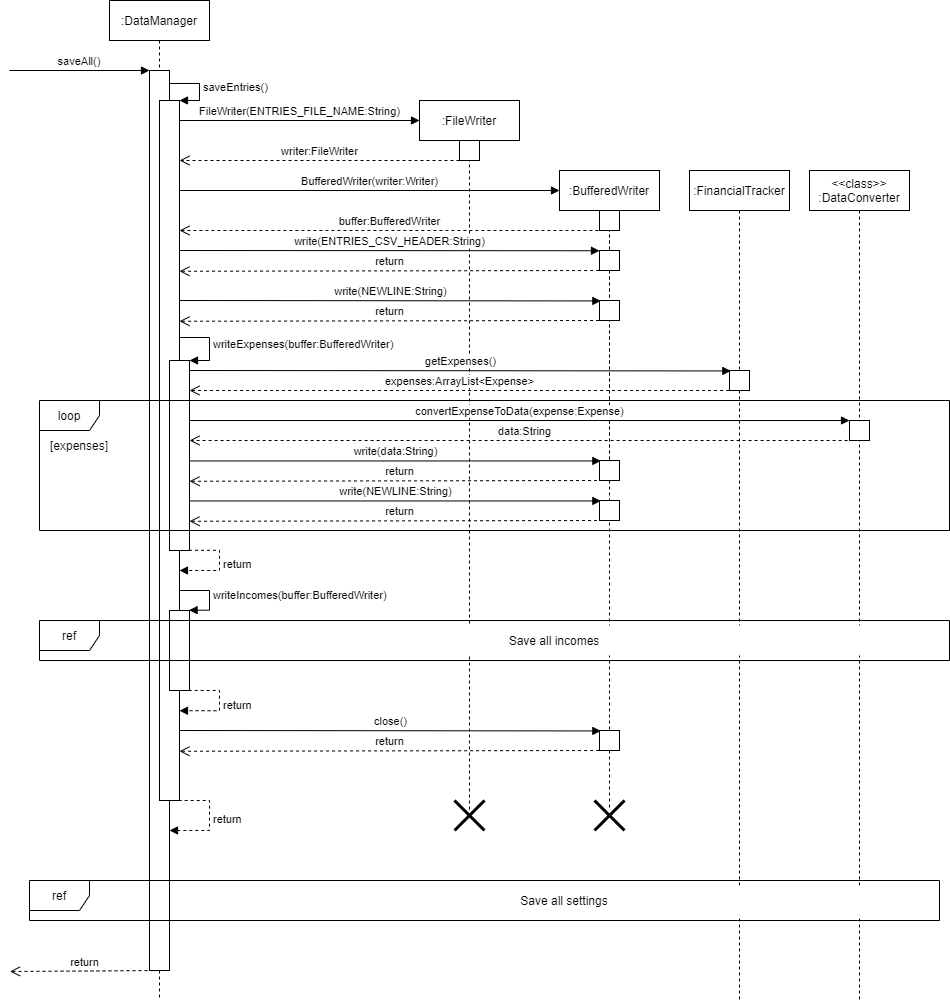 :DataManager
saveAll()
saveEntries()
FileWriter(ENTRIES_FILE_NAME:String)
:FileWriter
writer:FileWriter
BufferedWriter(writer:Writer)
:BufferedWriter
:FinancialTracker
<<class>>
:DataConverter
buffer:BufferedWriter
write(ENTRIES_CSV_HEADER:String)
return
write(NEWLINE:String)
return
writeExpenses(buffer:BufferedWriter)
getExpenses()
expenses:ArrayList<Expense>
loop
convertExpenseToData(expense:Expense)
data:String
[expenses]
write(data:String)
return
write(NEWLINE:String)
return
return
writeIncomes(buffer:BufferedWriter)
ref
Save all incomes
return
close()
return
return
ref
Save all settings
return